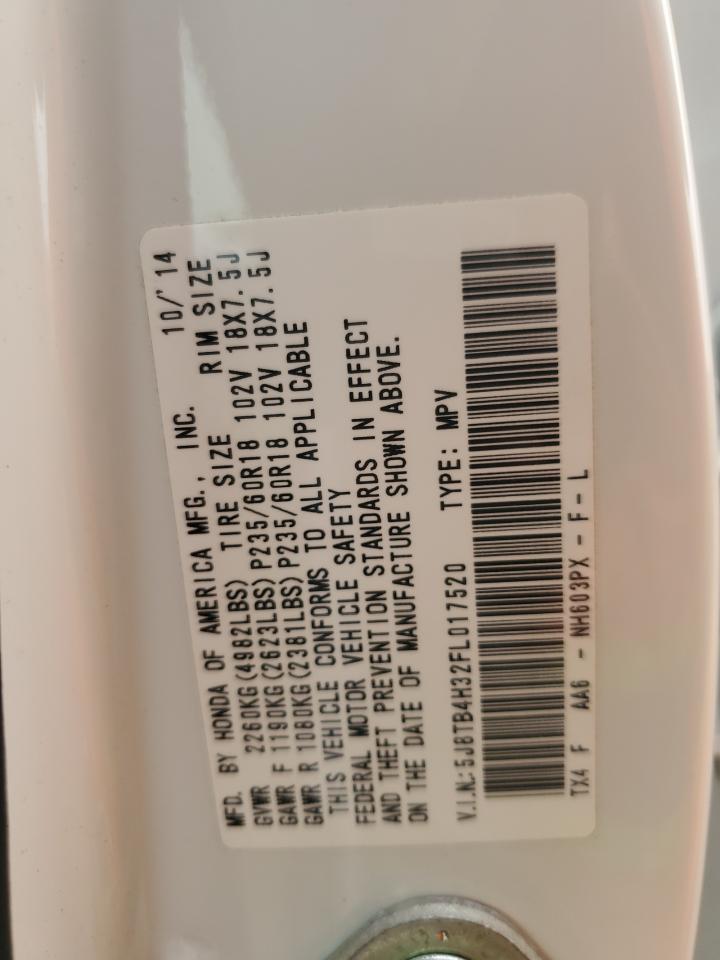 MFD. BY HONDA OF AMERICA MFG., INC. 10/'14
GVWR 2260KG(4982LBS) TIRE SIZE RIM SIZE
GAWR F 1190KG(2623LBS)P235/60R18 102V 18X7.5J
GAWR R 1080KG(2381LBS)P235/60R18 102V 18X7.5J
THIS VEHICLE CONFORMS TO ALL APPLICABLE
FEDERAL MOTOR VEHICLE SAFETY
AND THEFT PREVENTION STANDARDS IN EFFECT
ON THE DATE OF MANUFACTURE SHOWN ABOVE.
V.I.N.: 5J8TB4H32FL017520 TYPE: MPV
TX4 F AA6 - NH603PX - F - L